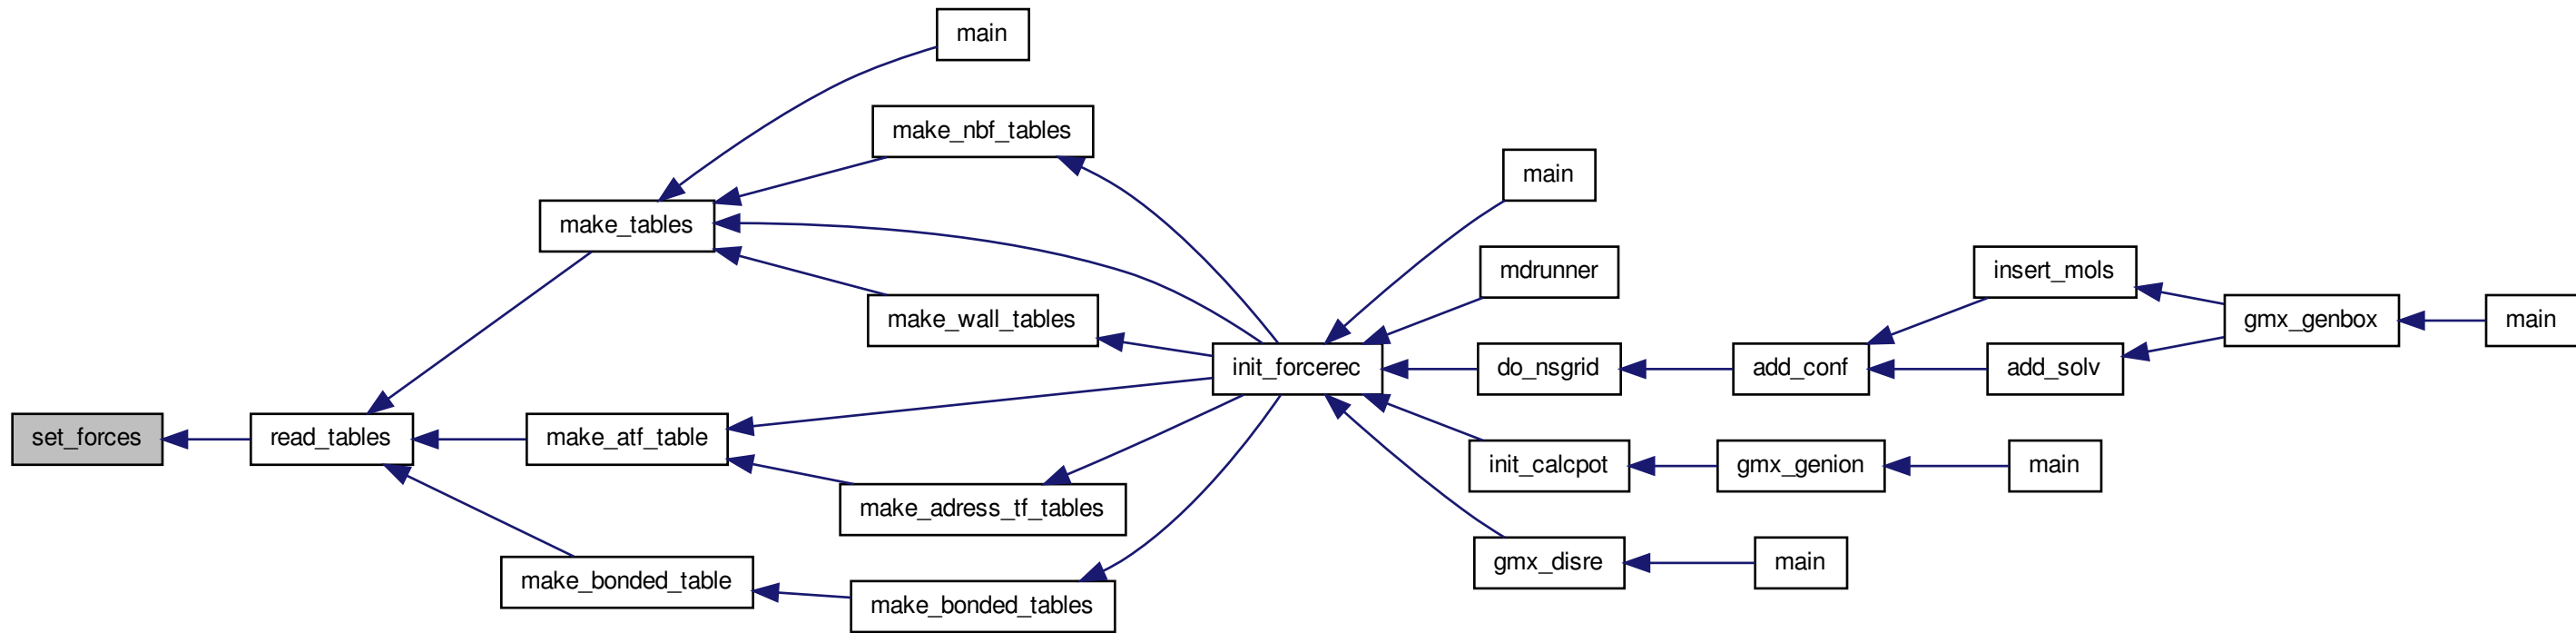 main
make_nbf_tables
main
make_tables
mdrunner
insert_mols
make_wall_tables
gmx_genbox
main
init_forcerec
do_nsgrid
add_conf
add_solv
set_forces
read_tables
make_atf_table
init_calcpot
gmx_genion
main
make_adress_tf_tables
gmx_disre
main
make_bonded_table
make_bonded_tables